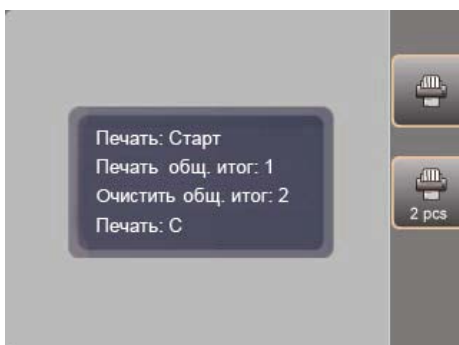 Печать: Старт
Печать общ. итог: 1
Очистить общ. итог: 2
Печать: С
2 pcs